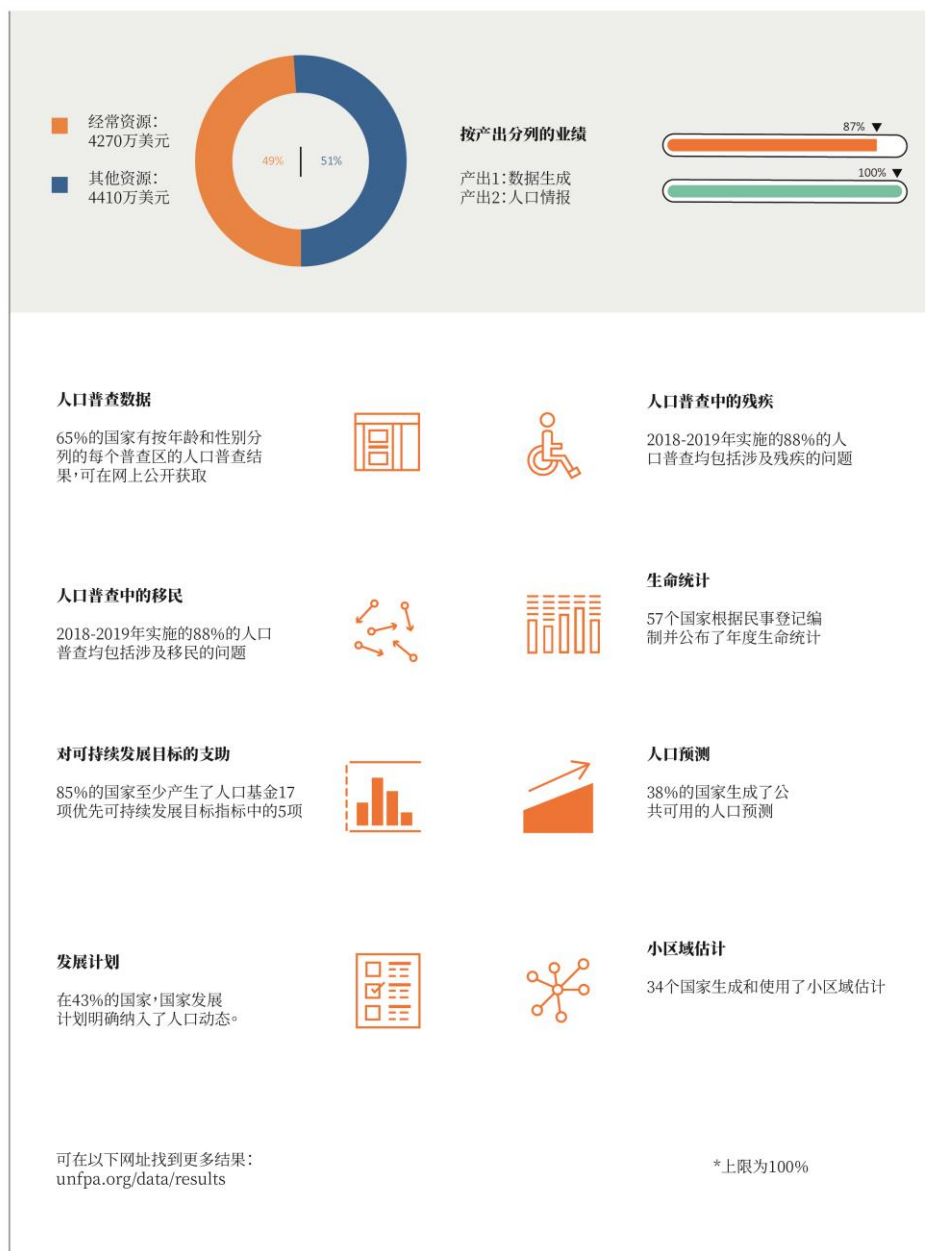 经常资源：
4270万美元
其他资源：
4410万美元
49%
51%
按产出分列的业绩
产出1：数据生成
产出2：人口情报
87% ▼
100% ▼
人口普查数据
65%的国家有按年龄和性别分
列的每个普查区的人口普查结
果，可在网上公开获取
人口普查中的残疾
2018-2019年实施的88%的人
口普查均包括涉及残疾的问题
人口普查中的移民
2018-2019年实施的88%的人口
普查均包括涉及移民的问题
生命统计
57个国家根据民事登记编
制并公布了年度生命统计
对可持续发展目标的支助
85%的国家至少产生了人口基金17
项优先可持续发展目标指标中的5项
人口预测
38%的国家生成了公
共可用的人口预测
发展计划
在43%的国家，国家发展
计划明确纳入了人口动态。
小区域估计
34个国家生成和使用了小区域估计
可在以下网址找到更多结果：
unfpa.org/data/results
*上限为100%